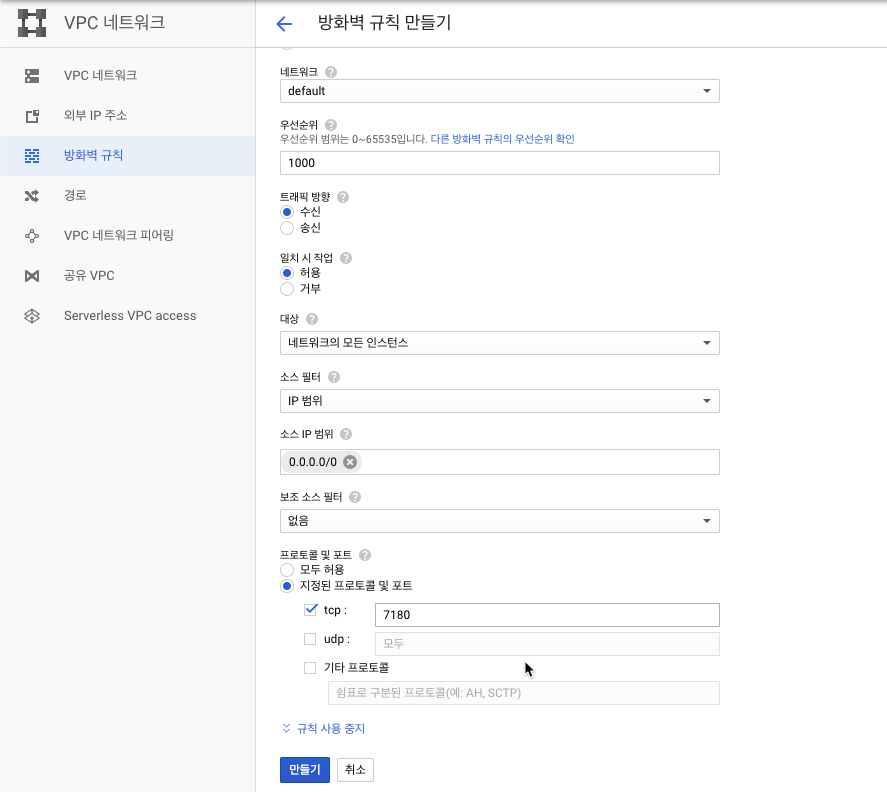 VPC 네트워크
VPC 네트워크
외부 IP 주소
방화벽 규칙
경로
VPC 네트워크 피어링
공유 VPC
Serverless VPC access
방화벽 규칙 만들기
네트워크
default
우선순위
우선순위 범위는 0~65535입니다. 다른 방화벽 규칙의 우선순위 확인
1000
트래픽 방향
수신
송신
일치 시 작업
허용
거부
대상
네트워크의 모든 인스턴스
소스 필터
IP 범위
소스 IP 범위
0.0.0.0/0
보조 소스 필터
없음
프로토콜 및 포트
모두 허용
지정된 프로토콜 및 포트
tcp : 7180
udp : 모두
기타 프로토콜
쉼표로 구분된 프로토콜(예: AH, SCTP)
규칙 사용 중지
만들기 취소